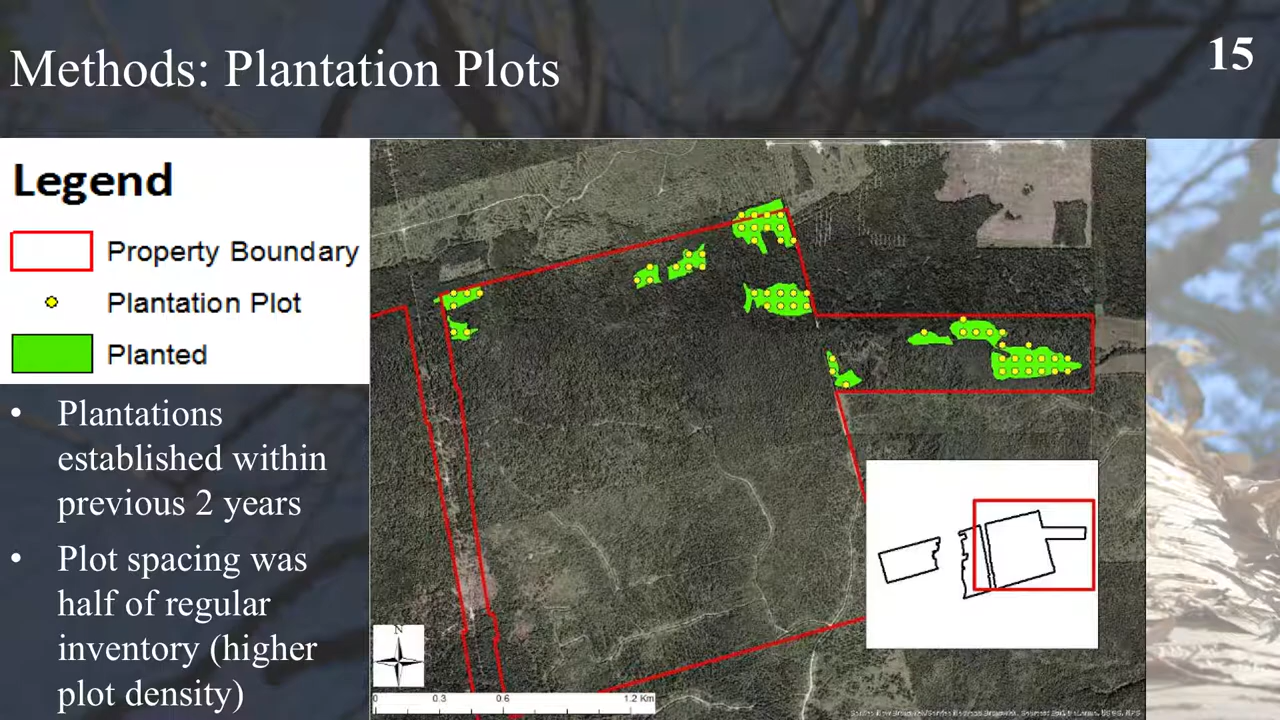 Methods: Plantation Plots
15
Legend
Property Boundary
Plantation Plot
Planted
• Plantations
established within
previous 2 years
• Plot spacing was
half of regular
inventory (higher
plot density)
N
0 0.3 0.6 1.2 Km